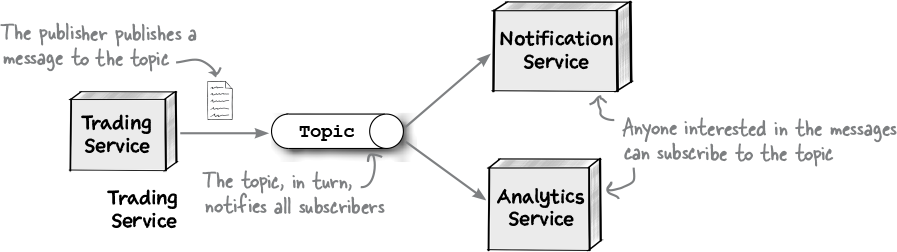 The publisher publishes a
message to the topic
Trading
Service
Trading
Service
Topic
The topic, in turn,
notifies all subscribers
Notification
Service
Anyone interested in the messages
can subscribe to the topic
Analytics
Service